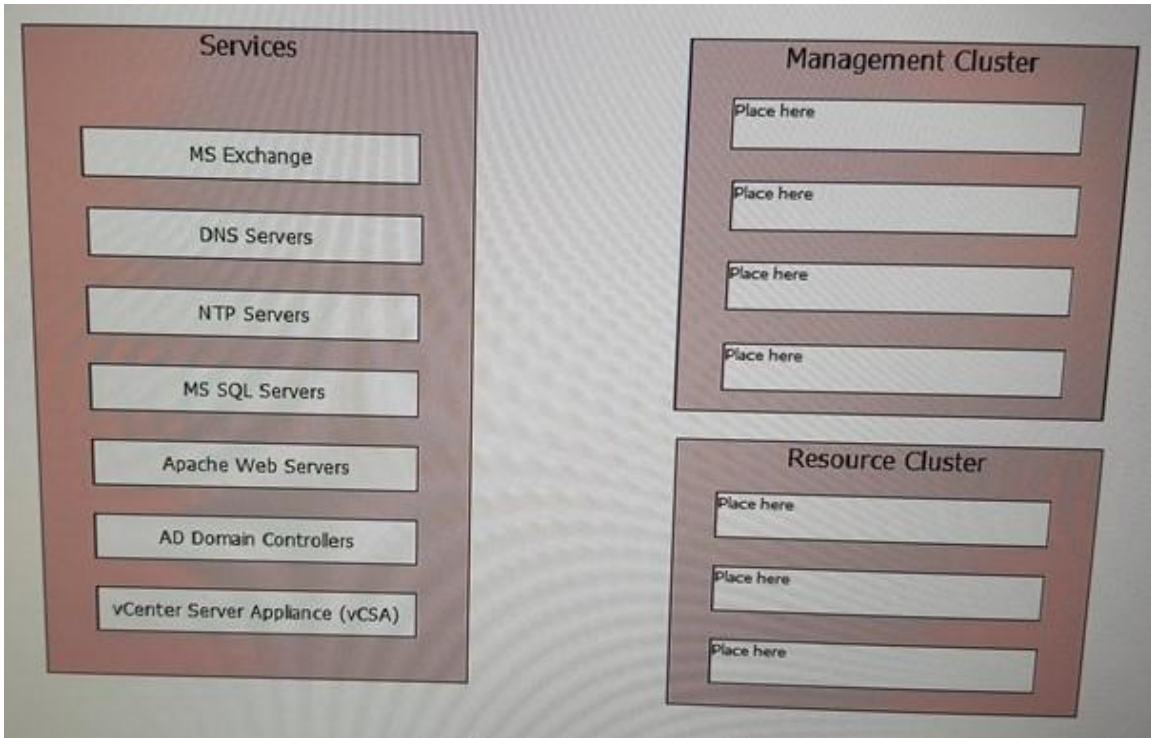 Services
MS Exchange
DNS Servers
NTP Servers
MS SQL Servers
Apache Web Servers
AD Domain Controllers
vCenter Server Appliance (vCSA)
Management Cluster
Place here
Place here
Place here
Place here
Resource Cluster
Place here
Place here
Place here